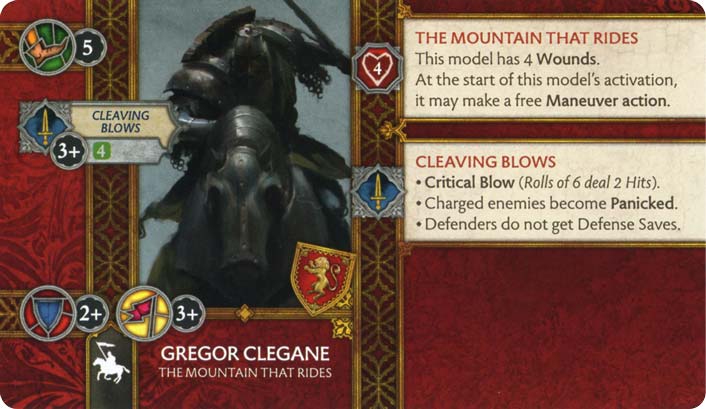 5
CLEAVING
BLOWS
3+
4
2+
3+
GREGOR CLEGANE
THE MOUNTAIN THAT RIDES
4
THE MOUNTAIN THAT RIDES
This model has 4 Wounds.
At the start of this model's activation,
it may make a free Maneuver action.
CLEAVING BLOWS
• Critical Blow (Rolls of 6 deal 2 Hits).
• Charged enemies become Panicked.
• Defenders do not get Defense Saves.